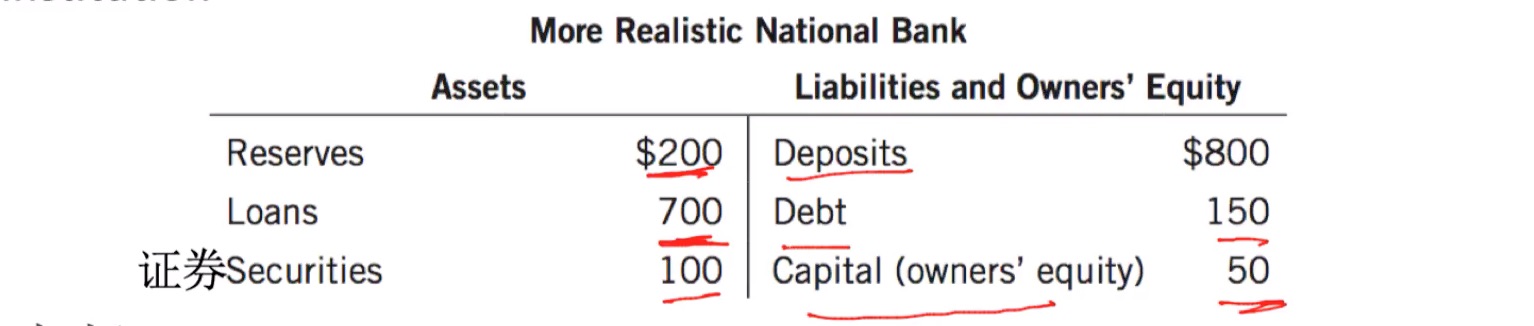 More Realistic National Bank
Assets Liabilities and Owners' Equity
Reserves $200 Deposits $800
Loans 700 Debt 150
证券Securities 100 Capital (owners' equity) 50